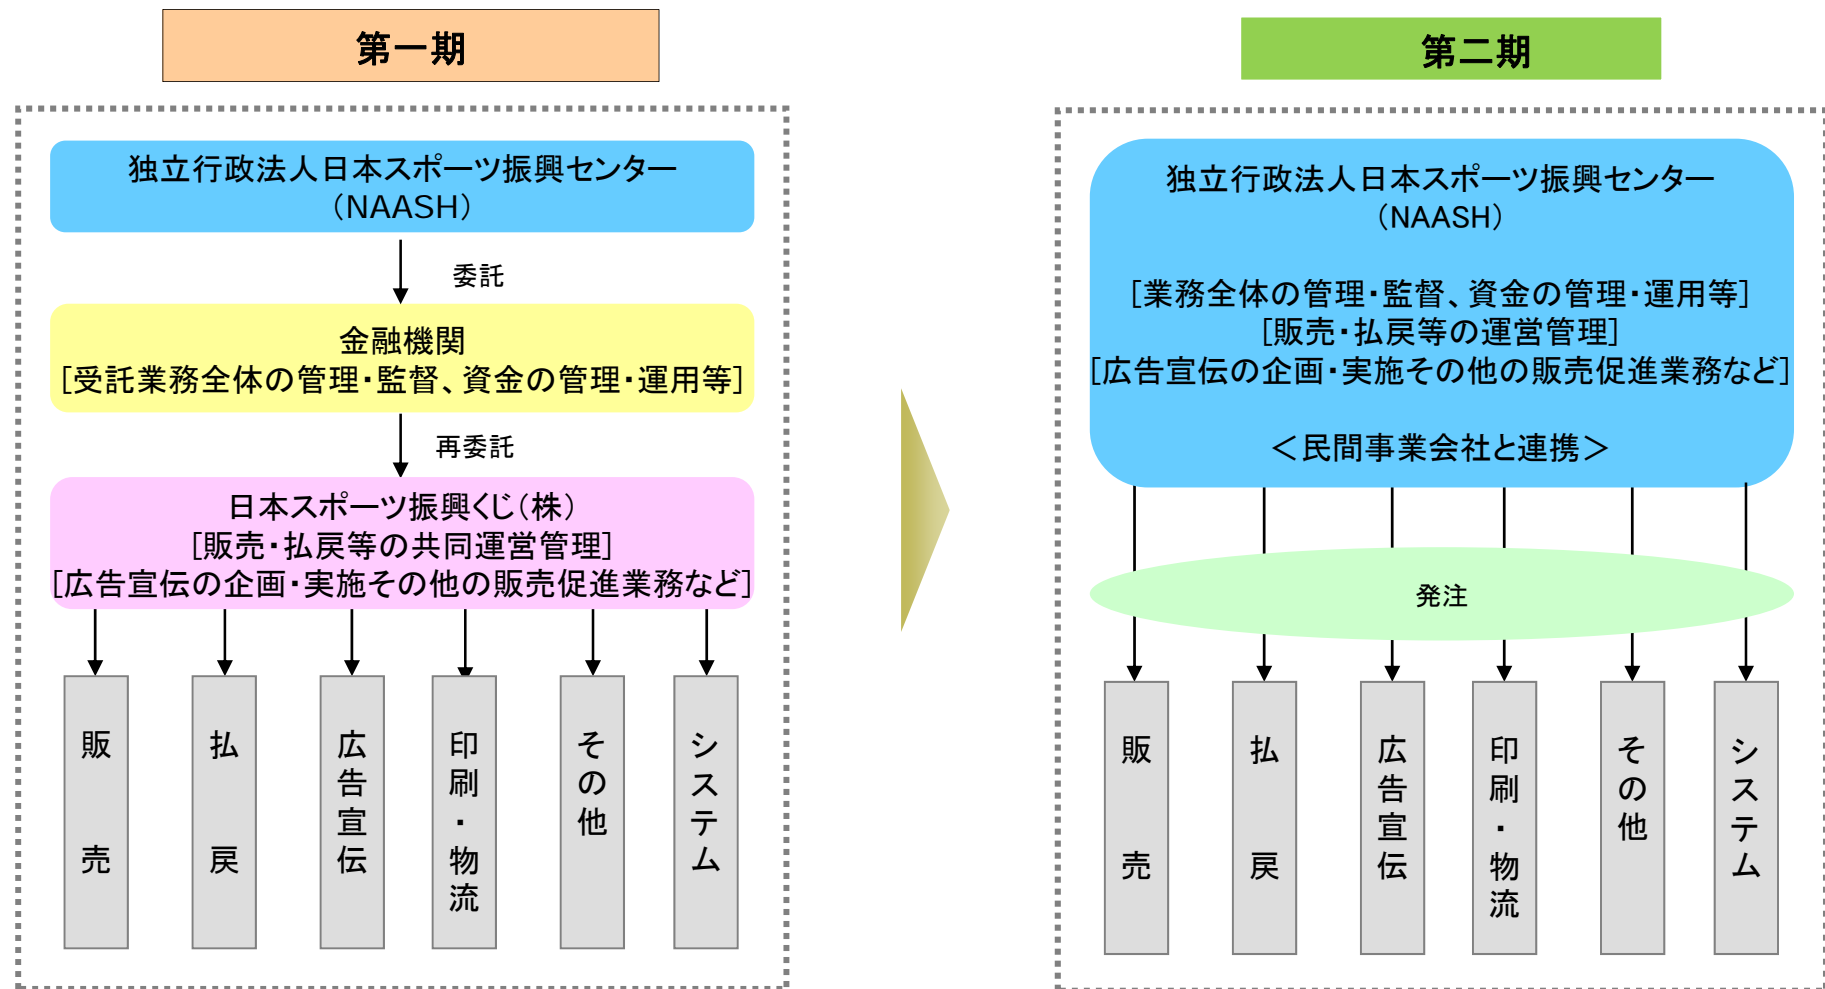 第一期
独立行政法人日本スポーツ振興センター
（NAASH）
委託
金融機関
[受託業務全体の管理・監督、資金の管理・運用等]
再委託
日本スポーツ振興くじ（株）
[販売・払戻等の共同運営管理]
[広告宣伝の企画・実施その他の販売促進業務など]
販売
払戻
広告宣伝
印刷・物流
その他
システム
第二期
独立行政法人日本スポーツ振興センター
（NAASH）
[業務全体の管理・監督、資金の管理・運用等]
[販売・払戻等の運営管理]
[広告宣伝の企画・実施その他の販売促進業務など]
＜民間事業会社と連携＞
発注
販売
払戻
広告宣伝
印刷・物流
その他
システム